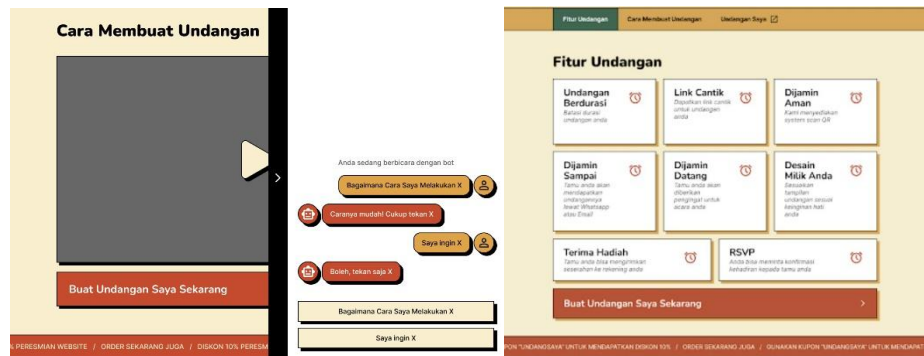 Cara Membuat Undangan
Buat Undangan Saya Sekarang
PERESMIAN WEBSITE / ORDER SEKARANG JUGA / DISKON 10% PERESM
Anda sedang berbicara dengan bot
Bagaimana Cara Saya Melakukan X
Caranya mudah! Cukup tekan X
Saya ingin X
Boleh, tekan saja X
Bagaimana Cara Saya Melakukan X
Saya ingin X
Fitur Undangan
Cara Membuat Undangan
Undangan Saya
Fitur Undangan
Undangan
Berdurasi
Batasi durasi
undangan anda
Link Cantik
Dapatkan link cantik
untuk undangan
anda
Dijamin
Aman
Kami menyediakan
system scan QR
Dijamin
Sampai
Tamu anda akan
mendapatkan
undangannya
lewat Whatsapp
atau Email
Dijamin
Datang
Tamu anda akan
diberikan
pengingat untuk
acara anda
Desain
Milik Anda
Sesuaikan
tampilan
undangan sesuai
keinginan hati
anda
Terima Hadiah
Tamu anda bisa mengirimkan
seserahan ke rekening anda
RSVP
Anda bisa meminta konfirmasi
kehadiran kepada tamu anda
Buat Undangan Saya Sekarang
PON "UNDANGSAYA" UNTUK MENDAPATKAN DISKON 10% / ORDER SEKARANG JUGA / GUNAKAN KUPON "UNDANGSAYA" UNTUK MENDAPAT